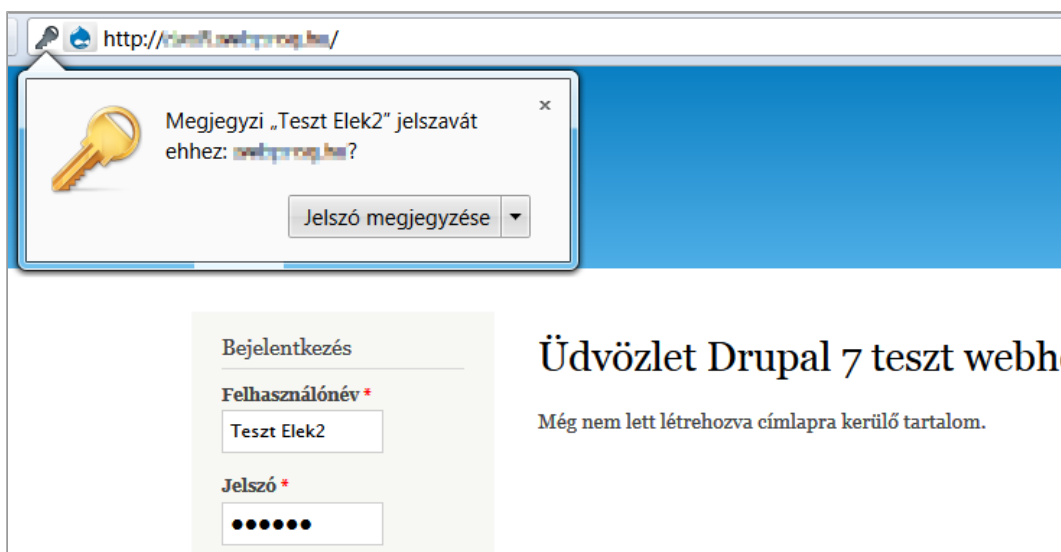 http://
Megjegyzi „Teszt Elek2” jelszavát
ehhez: ?
Jelszó megjegyzése
Bejelentkezés
Felhasználónév *
Teszt Elek2
Jelszó *
Üdvözlet Drupal 7 teszt
Még nem lett létrehozva címlapra kerülő tartalom.